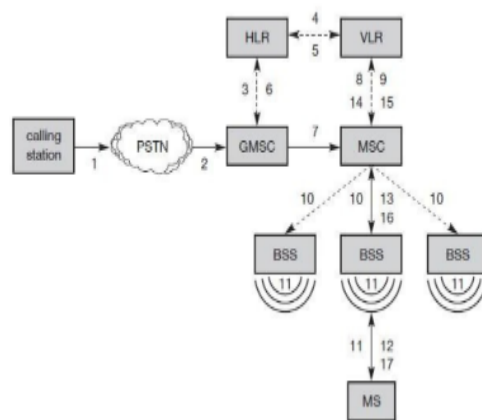 4
HLR
VLR
5
3
6
8
9
14
15
calling
station
PSTN
GMSC
7
MSC
1
2
10
10
13
10
16
BSS
BSS
BSS
11
11
11
11
12
17
MS